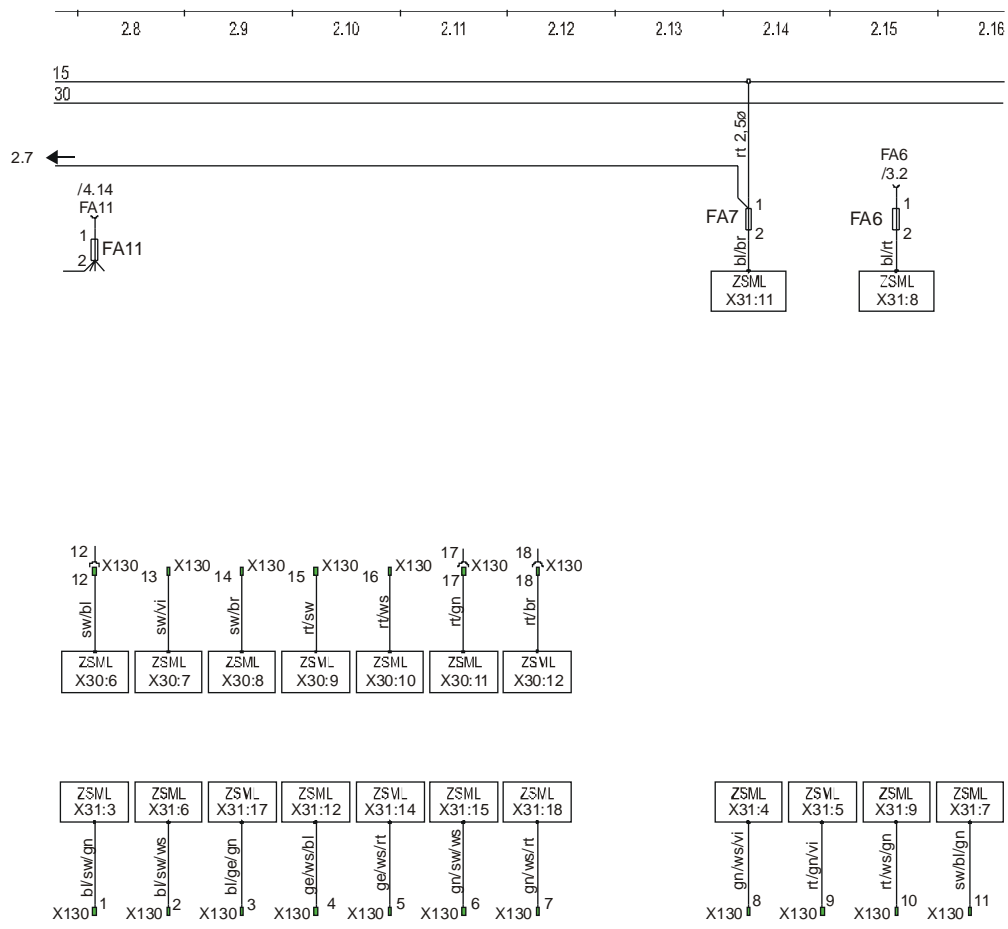 2.8 2.9 2.10 2.11 2.12 2.13 2.14 2.15 2.16
15
30
rt 2,5ø
2.7
FA6
/3.2
/4.14
FA11
1
FA11
2
FA7
1
2
bl/br
FA6
1
2
bl/rt
ZSML
X31:11
ZSML
X31:8
12
X130
12
13
X130
14
X130
15
X130
16
X130
17
X130
17
18
X130
18
sw/bl
sw/vi
sw/br
rt/sw
rt/ws
rt/gn
rt/br
ZSML
X30:6
ZSML
X30:7
ZSML
X30:8
ZSML
X30:9
ZSML
X30:10
ZSML
X30:11
ZSML
X30:12
ZSML
X31:3
ZSML
X31:6
ZSML
X31:17
ZSML
X31:12
ZSML
X31:14
ZSML
X31:15
ZSML
X31:18
ZSML
X31:4
ZSML
X31:5
ZSML
X31:9
ZSML
X31:7
bl/sw/gn
bl/sw/ws
bl/ge/gn
ge/ws/bl
ge/ws/rt
gn/sw/ws
gn/ws/rt
gn/ws/vi
rt/gn/vi
rt/ws/gn
sw/bl/gn
X130 1
X130 2
X130 3
X130 4
X130 5
X130 6
X130 7
X130 8
X130 9
X130 10
X130 11